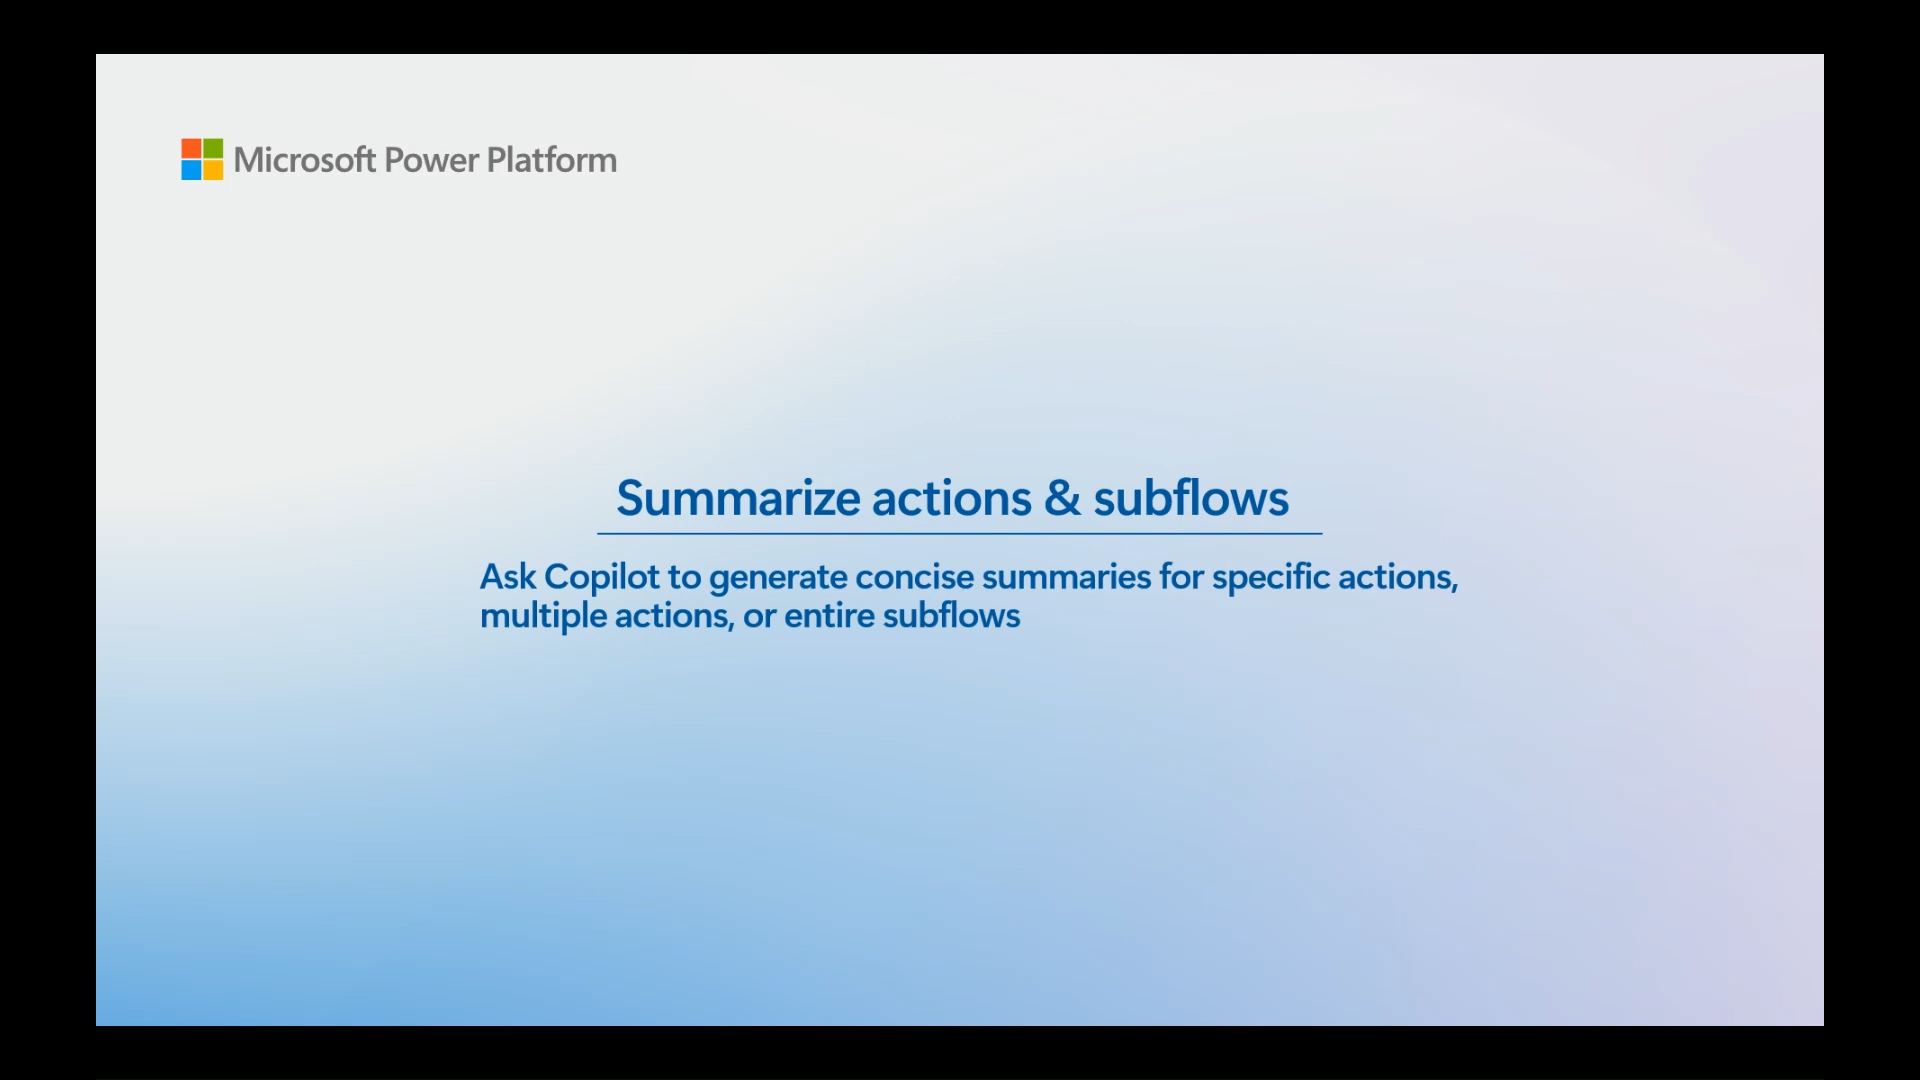 Microsoft Power Platform
Summarize actions & subflows
Ask Copilot to generate concise summaries for specific actions,
multiple actions, or entire subflows